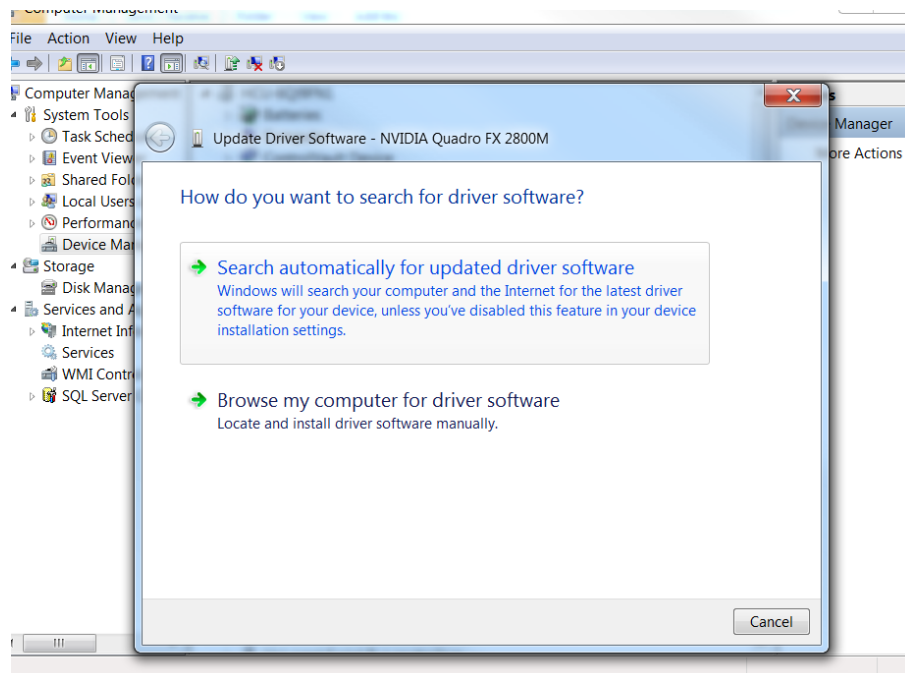 Computer Management
File Action View Help
Computer Manag
System Tools
Task Sched
Event View
Shared Fol
Local Users
Performanc
Device Mar
Storage
Disk Manag
Services and A
Internet Inf
Services
WMI Contr
SQL Server
Update Driver Software - NVIDIA Quadro FX 2800M
How do you want to search for driver software?
Search automatically for updated driver software
Windows will search your computer and the Internet for the latest driver
software for your device, unless you've disabled this feature in your device
installation settings.
Browse my computer for driver software
Locate and install driver software manually.
Cancel
s
Manager
ore Actions